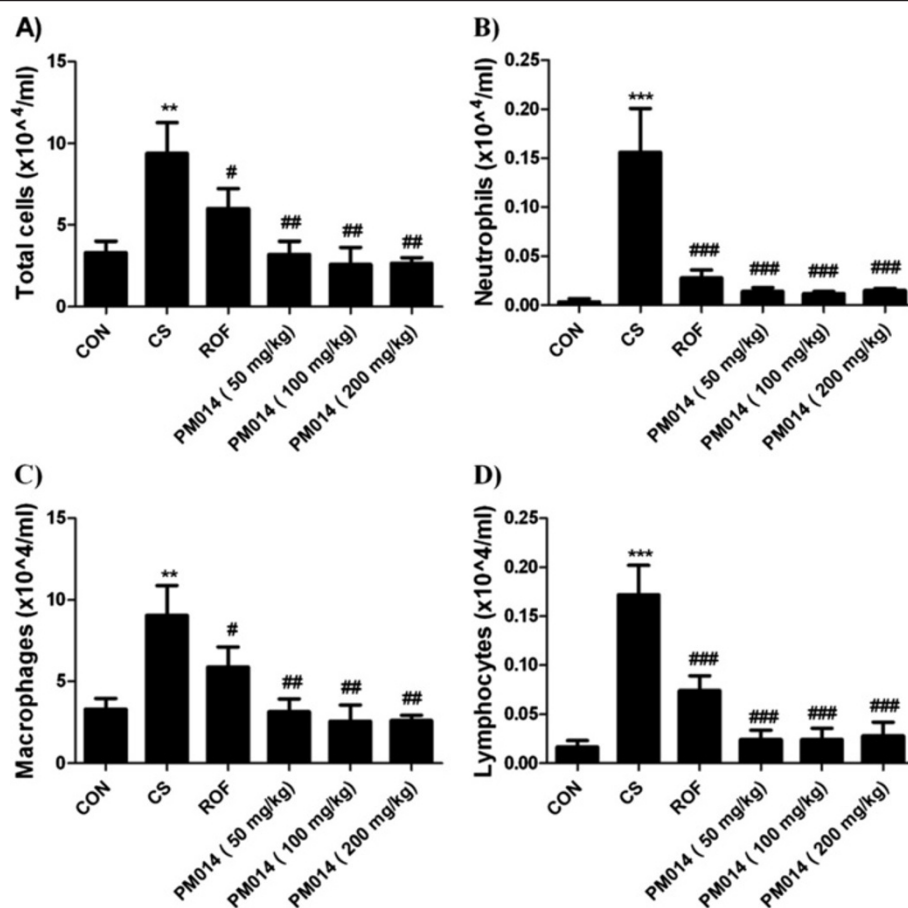 A)
Total cells (x10^4/ml)
15
10
5
0
**
#
##
##
##
CON
CS
ROF
PM014 ( 50 mg/kg)
PM014 ( 100 mg/kg)
PM014 ( 200 mg/kg)
B)
Neutrophils (x10^4/ml)
0.25
0.20
0.15
0.10
0.05
0.00
***
###
###
###
###
CON
CS
ROF
PM014 ( 50 mg/kg)
PM014 ( 100 mg/kg)
PM014 ( 200 mg/kg)
C)
Macrophages (x10^4/ml)
15
10
5
0
**
#
##
##
##
CON
CS
ROF
PM014 ( 50 mg/kg)
PM014 ( 100 mg/kg)
PM014 ( 200 mg/kg)
D)
Lymphocytes (x10^4/ml)
0.25
0.20
0.15
0.10
0.05
0.00
***
###
###
###
###
CON
CS
ROF
PM014 ( 50 mg/kg)
PM014 ( 100 mg/kg)
PM014 ( 200 mg/kg)